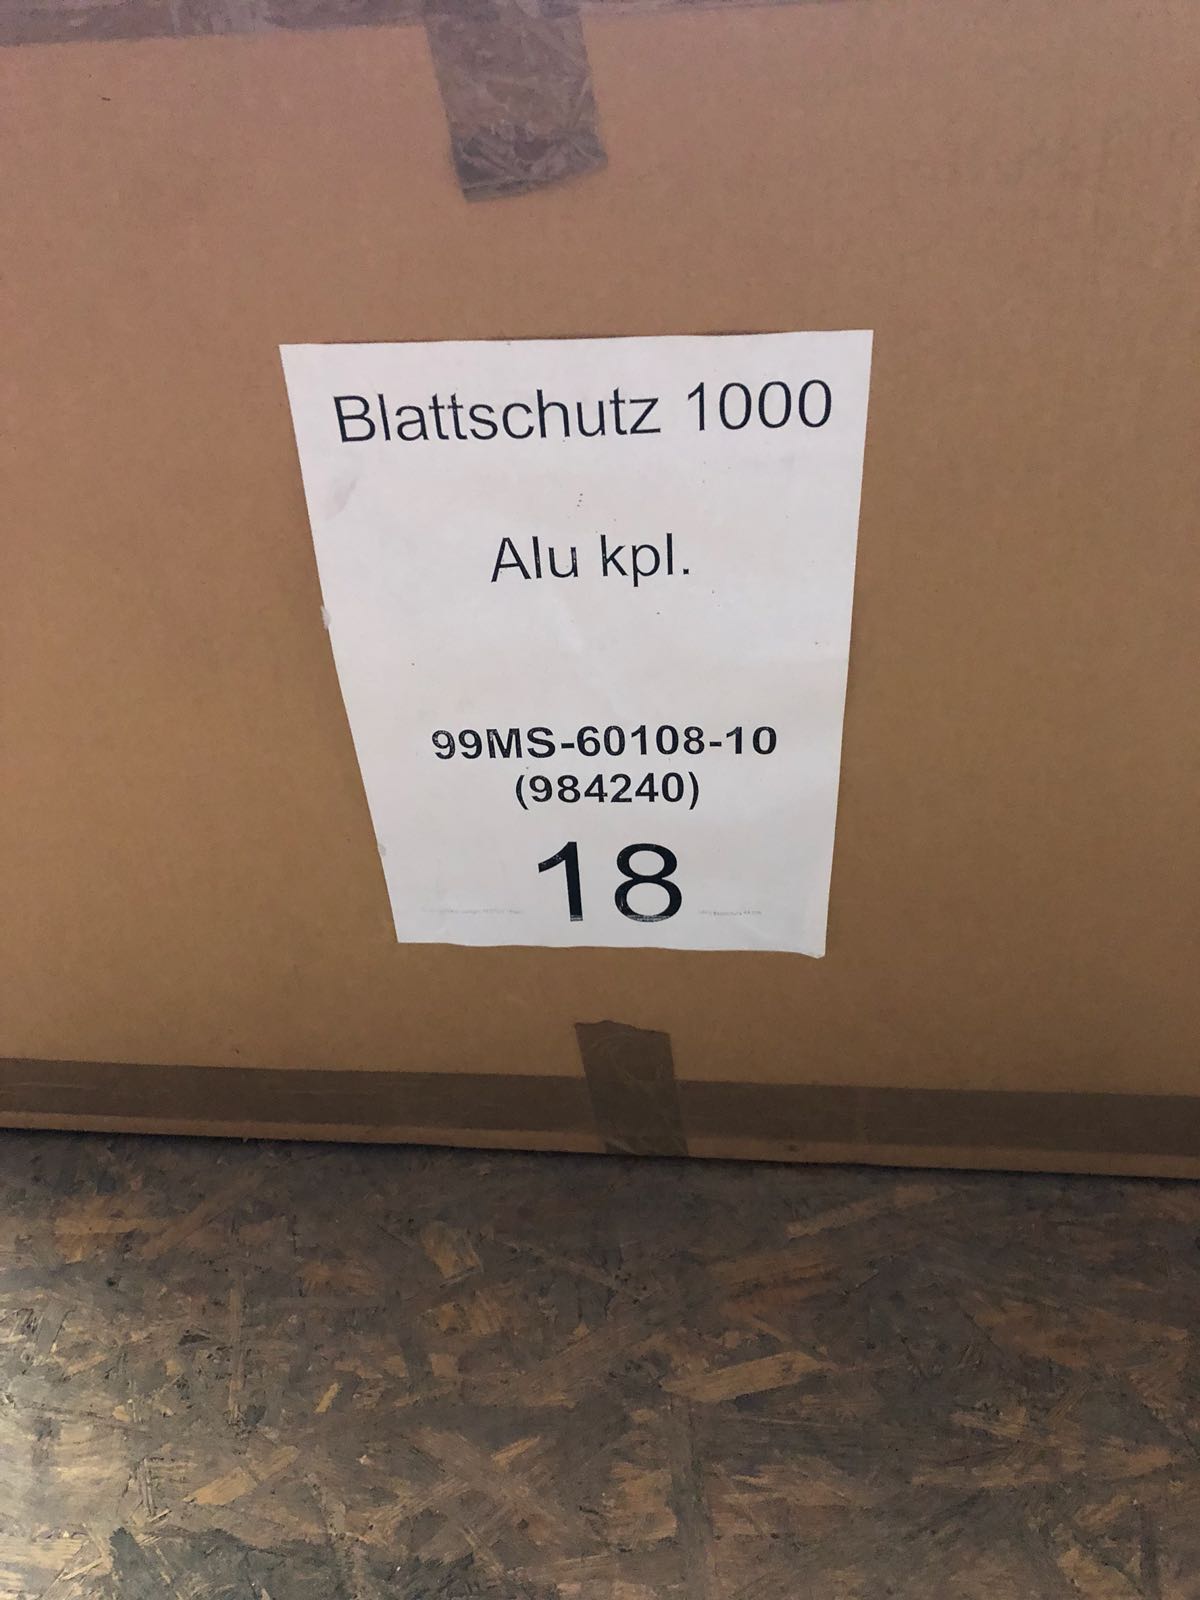 Blattschutz 1000
Alu kpl.
99MS-60108-10
(984240)
18